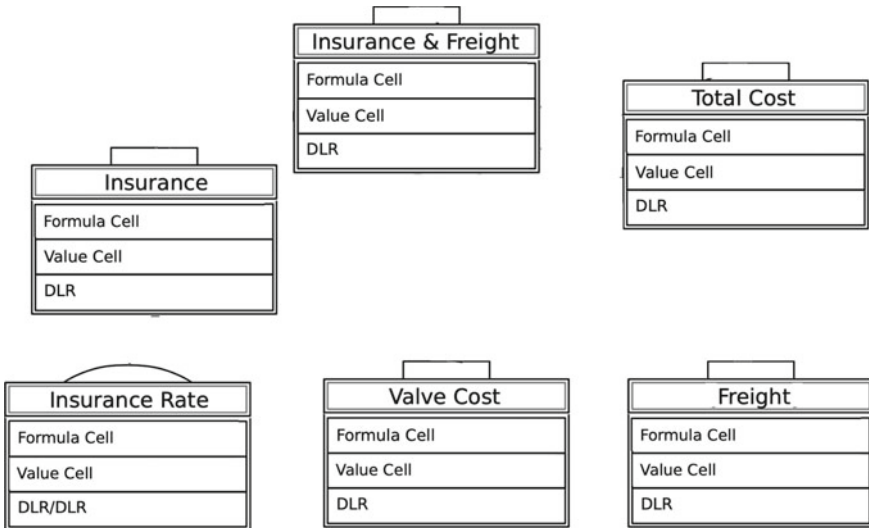 Insurance & Freight
Formula Cell
Value Cell
DLR
Total Cost
Formula Cell
Value Cell
DLR
Insurance
Formula Cell
Value Cell
DLR
Insurance Rate
Formula Cell
Value Cell
DLR/DLR
Valve Cost
Formula Cell
Value Cell
DLR
Freight
Formula Cell
Value Cell
DLR